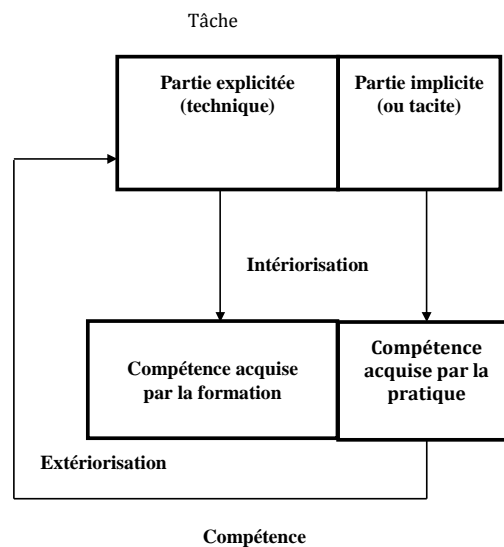 Tâche
Partie explicitée
(technique)
Partie implicite
(ou tacite)
Intériorisation
Compétence acquise
par la formation
Compétence
acquise par la
pratique
Extériorisation
Compétence